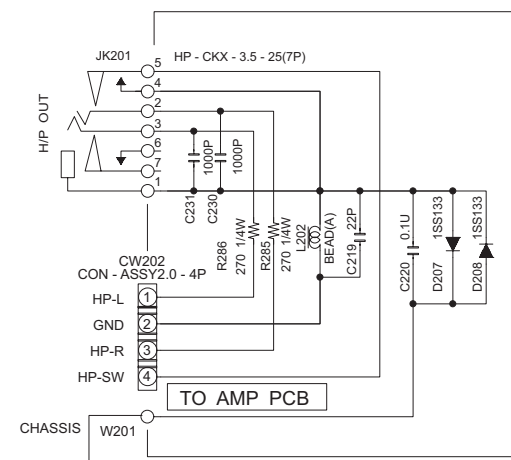 JK201
HP - CKX - 3.5 - 25(7P)
H/P OUT
5
4
2
3
6
7
1
C231
1000P
C230
1000P
R286
270 1/4W
R285
270 1/4W
L202
BEAD(A)
C219
22P
C220
0.1U
D207
1SS133
D208
1SS133
CW202
CON - ASSY2.0 - 4P
HP-L
1
GND
2
HP-R
3
HP-SW
4
TO AMP PCB
CHASSIS
W201